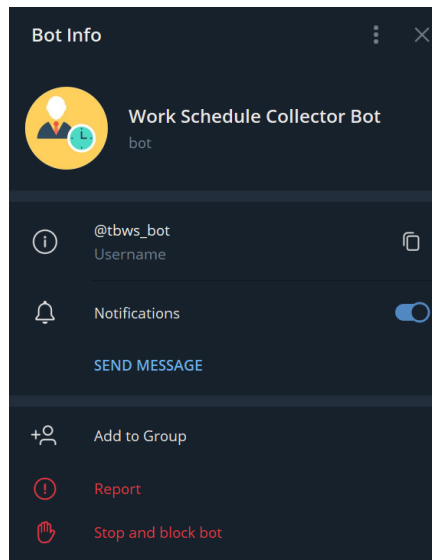 Bot Info
Work Schedule Collector Bot
bot
@tbws_bot
Username
Notifications
SEND MESSAGE
Add to Group
Report
Stop and block bot